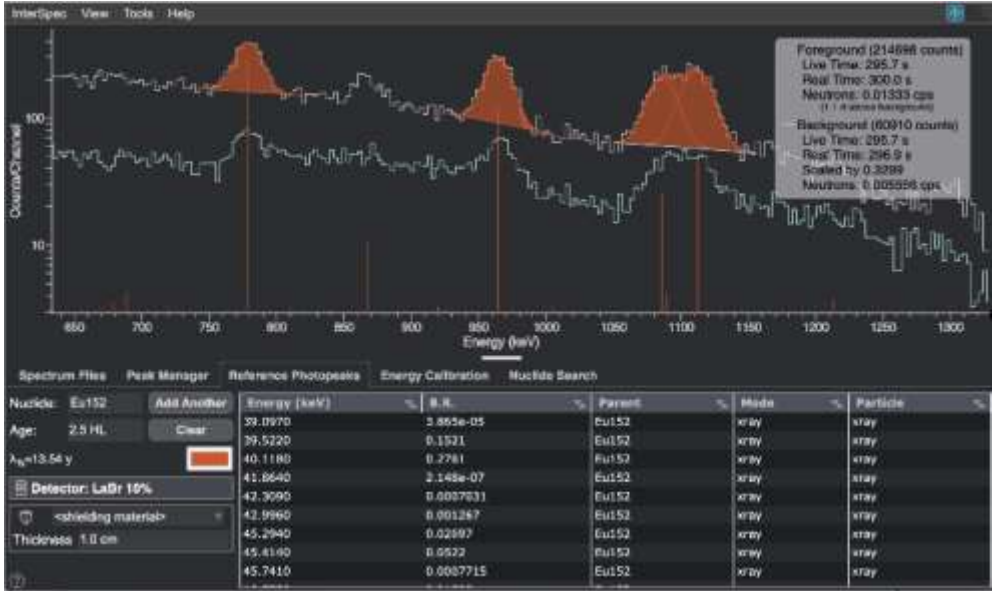 InterSpec View Tools Help
Foreground (214698 counts)
Live Time: 295.7 s
Real Time: 300.0 s
Neutrons: 0.01333 cps
Background (60910 counts)
Live Time: 295.7 s
Real Time: 296.9 s
Scaled by 0.3299
Neutrons: 0.005556 cps
Counts/Channel
100
10
650 700 750 800 850 900 950 1000 1050 1100 1150 1200 1250 1300
Energy (keV)
Spectrum Files Peak Manager Reference Photopeaks Energy Calibration Nuclide Search
Nuclide: Eu152 Add Another
Age: 2.5 HL Clear
λ½=13.54 y
Detector: LaBr 10%
<shielding material>
Thickness 1.0 cm
Energy (keV) B.R. Parent Mode Particle
39.0970 3.865e-05 Eu152 xray xray
39.5220 0.1521 Eu152 xray xray
40.1180 0.2761 Eu152 xray xray
41.8640 2.148e-07 Eu152 xray xray
42.3090 0.0007031 Eu152 xray xray
42.9960 0.001267 Eu152 xray xray
45.2940 0.02697 Eu152 xray xray
45.4140 0.0522 Eu152 xray xray
45.7410 0.0007715 Eu152 xray xray